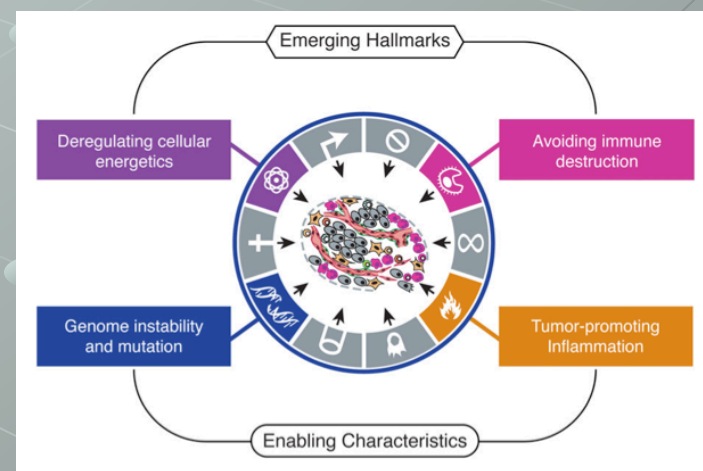 Emerging Hallmarks
Deregulating cellular
energetics
Avoiding immune
destruction
Genome instability
and mutation
Tumor-promoting
Inflammation
Enabling Characteristics